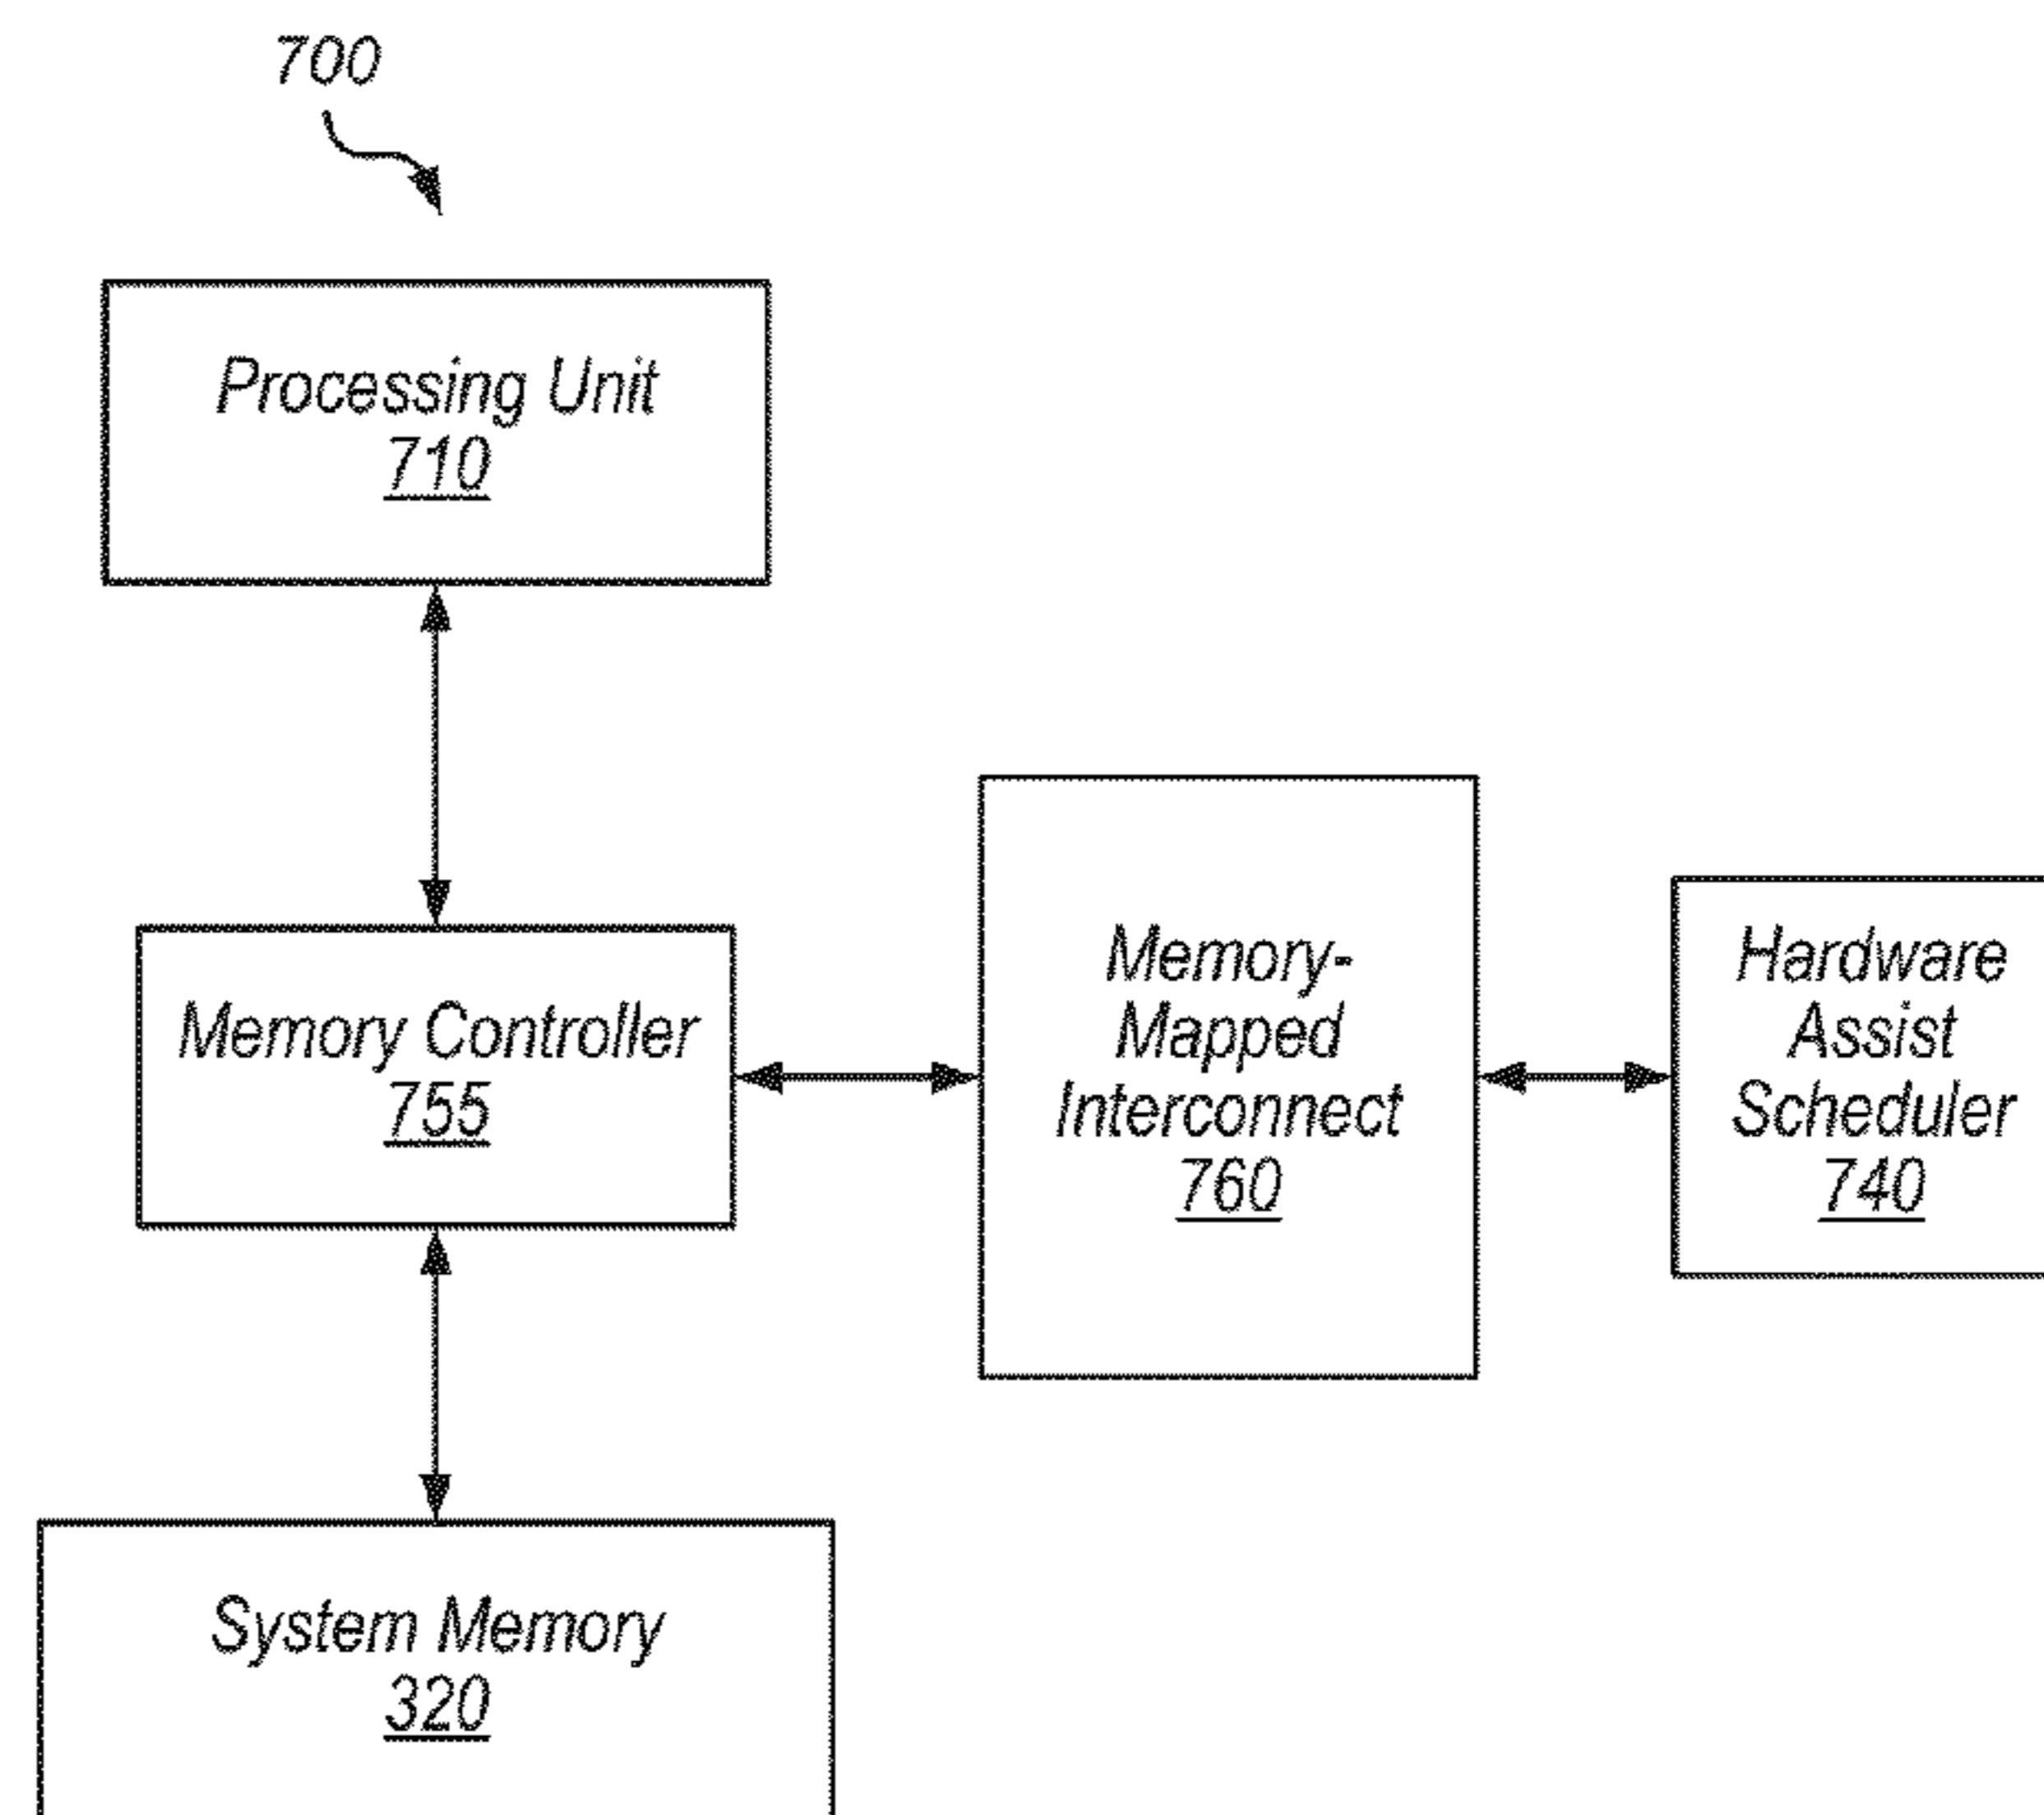 700
Processing Unit
710
Memory Controller
755
Memory-
Mapped
Interconnect
760
Hardware
Assist
Scheduler
740
System Memory
320